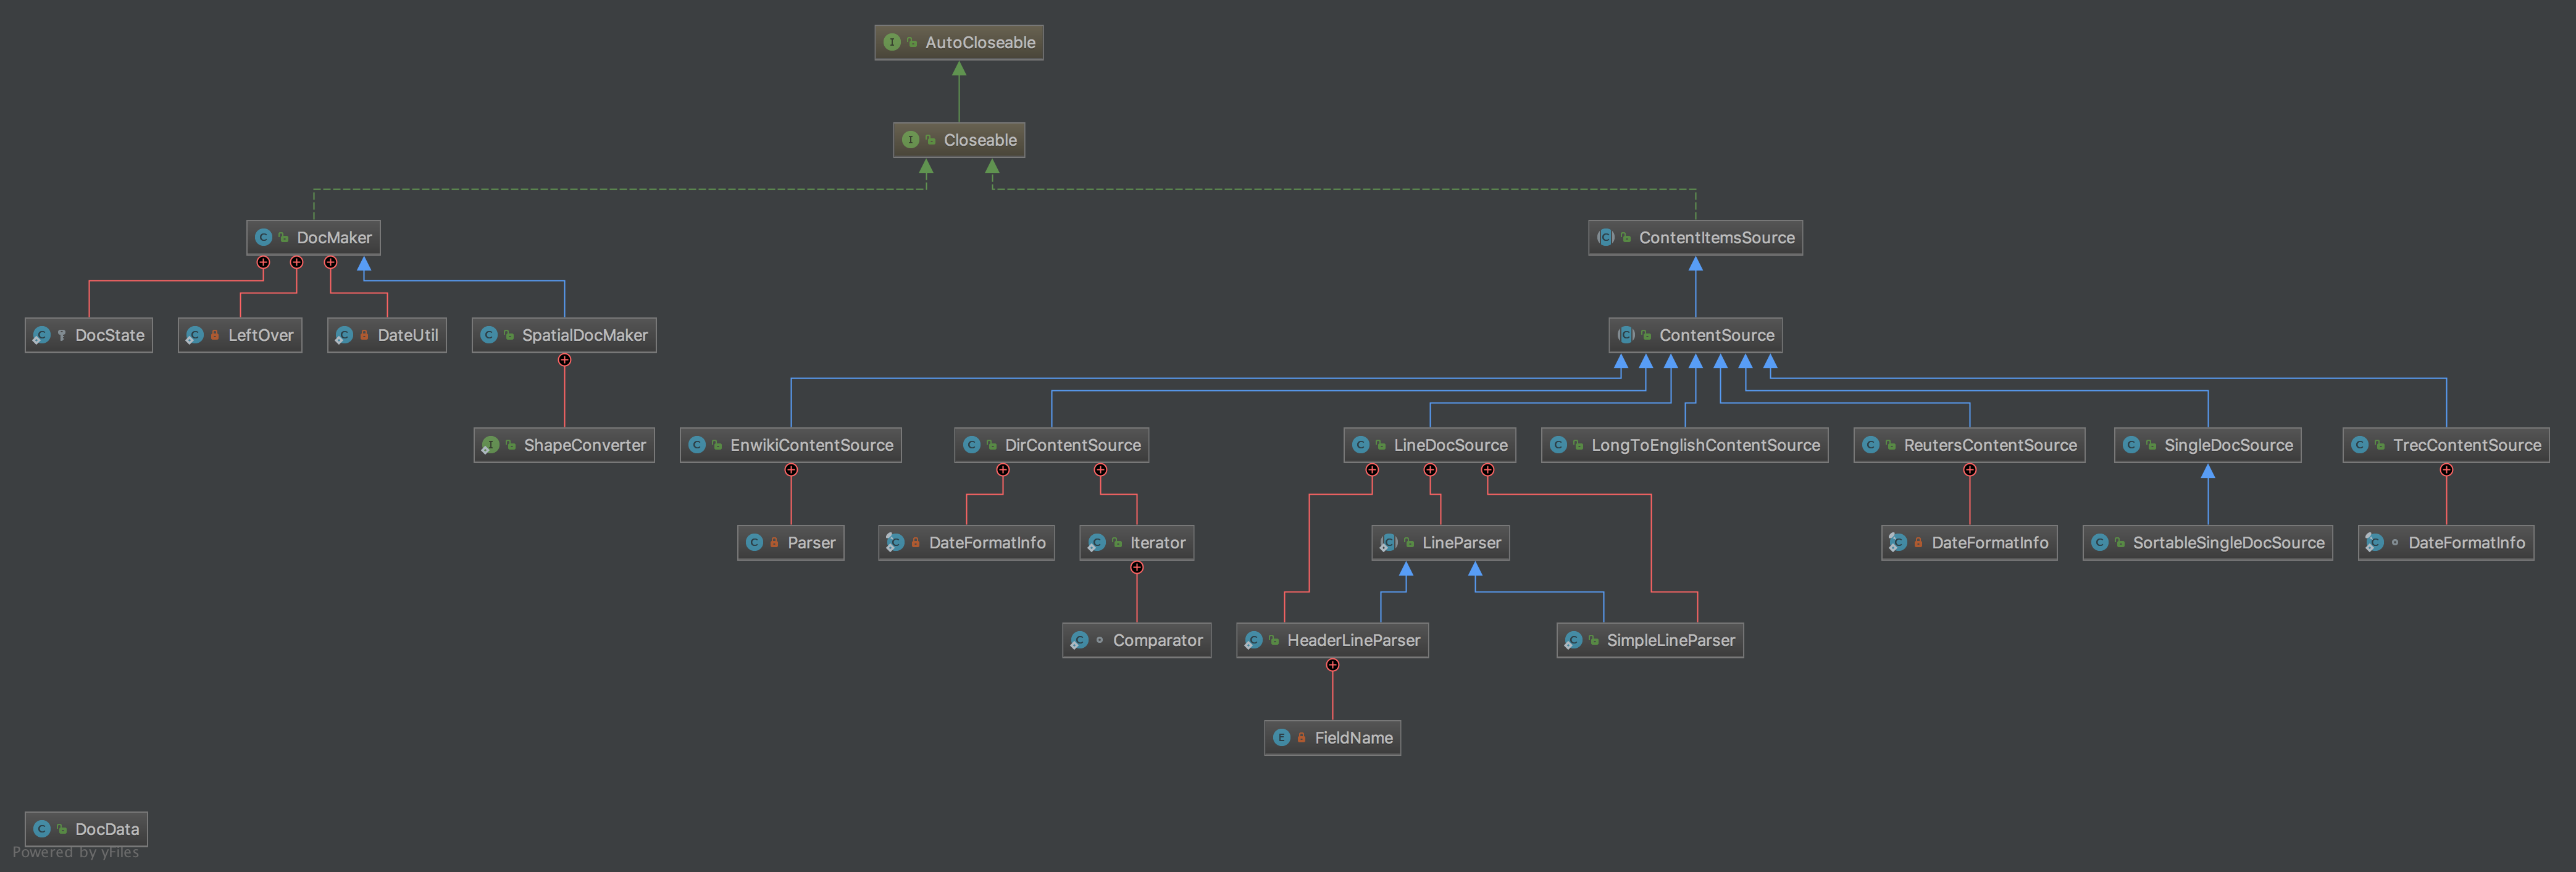 AutoCloseable
Closeable
DocMaker
ContentItemsSource
DocState
LeftOver
DateUtil
SpatialDocMaker
ContentSource
ShapeConverter
EnwikiContentSource
DirContentSource
LineDocSource
LongToEnglishContentSource
ReutersContentSource
SingleDocSource
TrecContentSource
Parser
DateFormatInfo
Iterator
LineParser
DateFormatInfo
SortableSingleDocSource
DateFormatInfo
Comparator
HeaderLineParser
SimpleLineParser
FieldName
DocData
Powered by yFiles